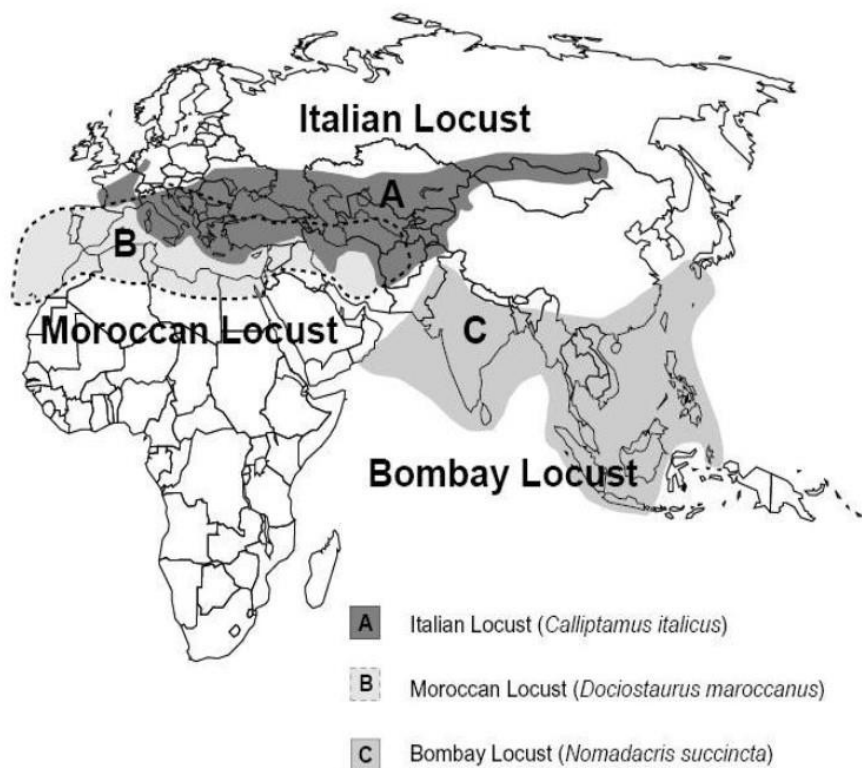 Italian Locust
A
B
Moroccan Locust
C
Bombay Locust
A Italian Locust (Calliptamus italicus)
B Moroccan Locust (Dociostaurus maroccanus)
C Bombay Locust (Nomadacris succincta)